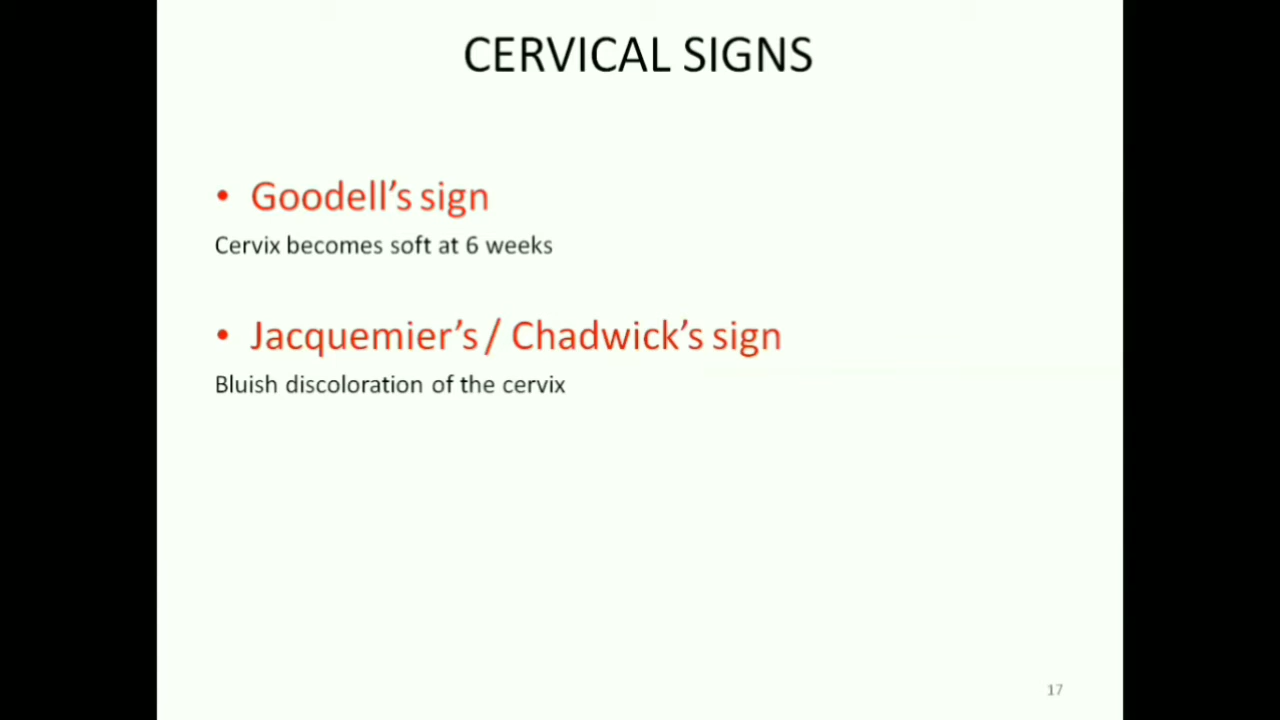 CERVICAL SIGNS
• Goodell’s sign
Cervix becomes soft at 6 weeks
• Jacquemier’s / Chadwick’s sign
Bluish discoloration of the cervix
17